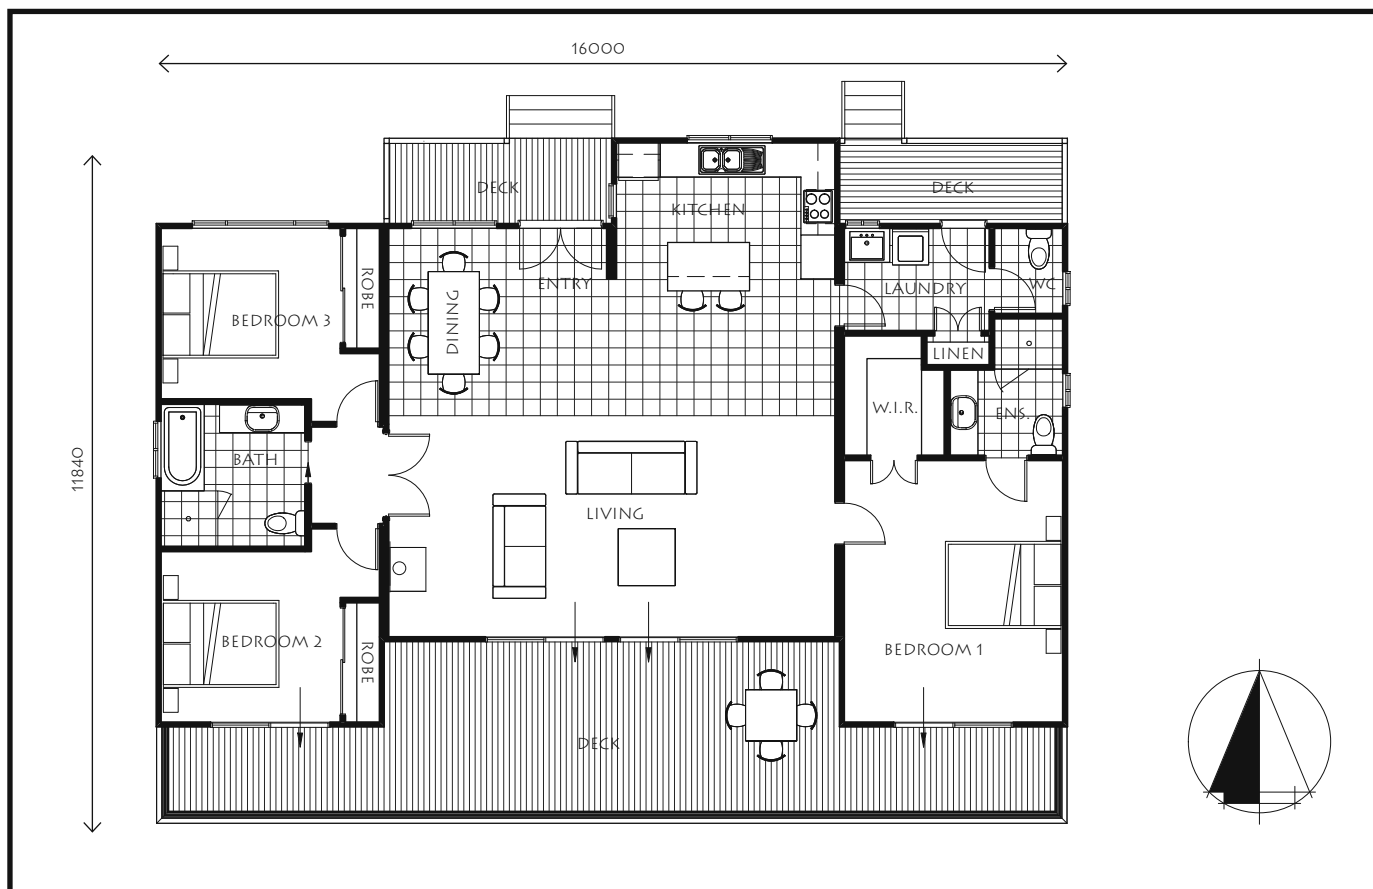 16000
DECK
DECK
KITCHEN
ENTRY
LAUNDRY
WC
ROBE
BEDROOM 3
DINING
LINEN
W.I.R.
ENS.
BATH
11840
LIVING
BEDROOM 2
ROBE
BEDROOM 1
DECK